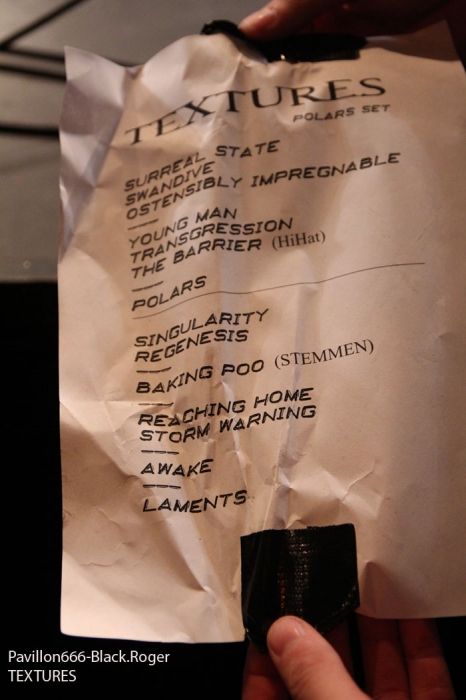 TEXTURES
POLARS SET
SURREAL STATE
SWANDIVE
OSTENSIBLY IMPREGNABLE
—
YOUNG MAN
TRANSGRESSION
THE BARRIER (HiHat)
—
POLARS
SINGULARITY
REGENESIS
—
BAKING POO (STEMMEN)
—
REACHING HOME
STORM WARNING
—
AWAKE
—
LAMENTS
Pavillon666-Black.Roger
TEXTURES